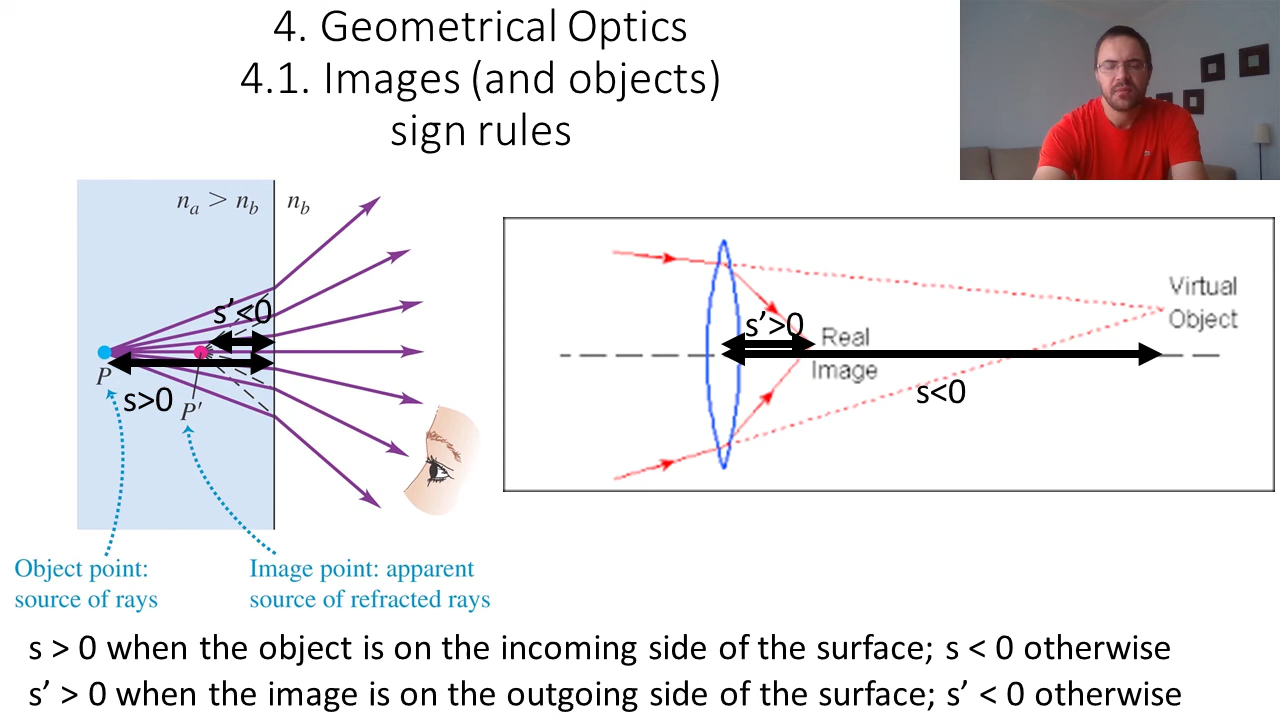 4. Geometrical Optics
4.1. Images (and objects)
sign rules
nₐ > n_b
n_b
s'<0
P
s>0
P'
Object point:
source of rays
Image point: apparent
source of refracted rays
Virtual
Object
s'>0
Real
Image
s<0
s > 0 when the object is on the incoming side of the surface; s < 0 otherwise
s' > 0 when the image is on the outgoing side of the surface; s' < 0 otherwise